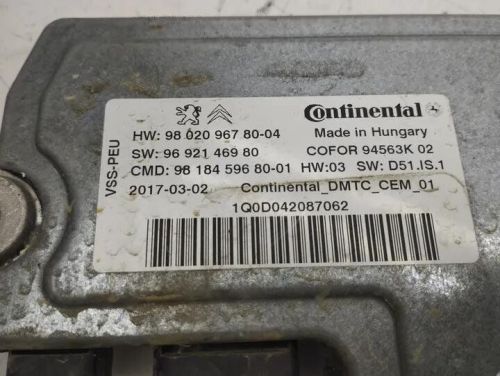 Continental
HW: 98 020 967 80-04 Made in Hungary
SW: 96 921 469 80 COFOR 94563K 02
CMD: 98 184 596 80-01 HW:03 SW: D51.IS.1
2017-03-02 Continental_DMTC_CEM_01
1Q0D042087062
VSS-PEU